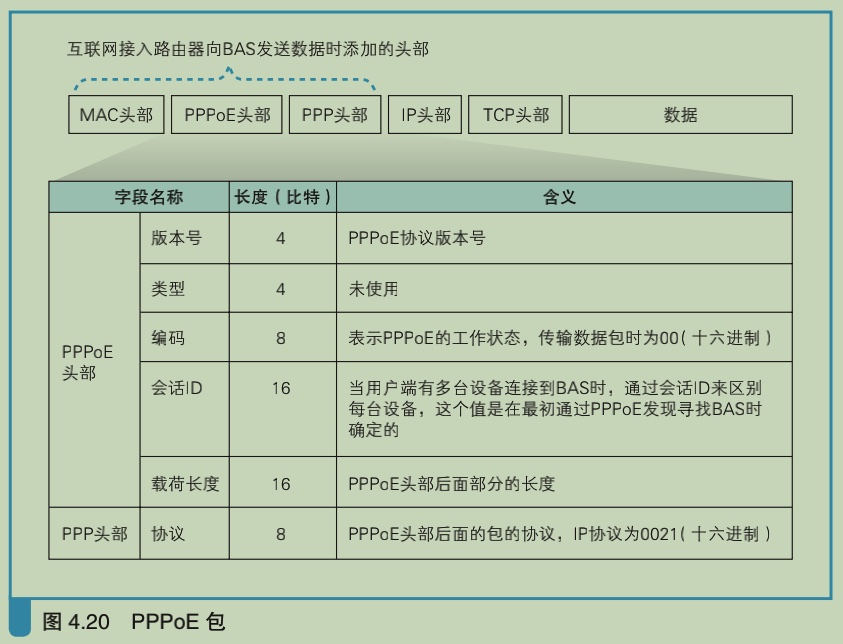 互联网接入路由器向BAS发送数据时添加的头部
MAC头部 PPPoE头部 PPP头部 IP头部 TCP头部 数据
字段名称 长度（比特） 含义
PPPoE
头部
版本号 4 PPPoE协议版本号
类型 4 未使用
编码 8 表示PPPoE的工作状态，传输数据包时为00（十六进制）
会话ID 16 当用户端有多台设备连接到BAS时，通过会话ID来区别
每台设备，这个值是在最初通过PPPoE发现寻找BAS时
确定的
载荷长度 16 PPPoE头部后面部分的长度
PPP头部 协议 8 PPPoE头部后面的包的协议，IP协议为0021（十六进制）
图 4.20 PPPoE 包